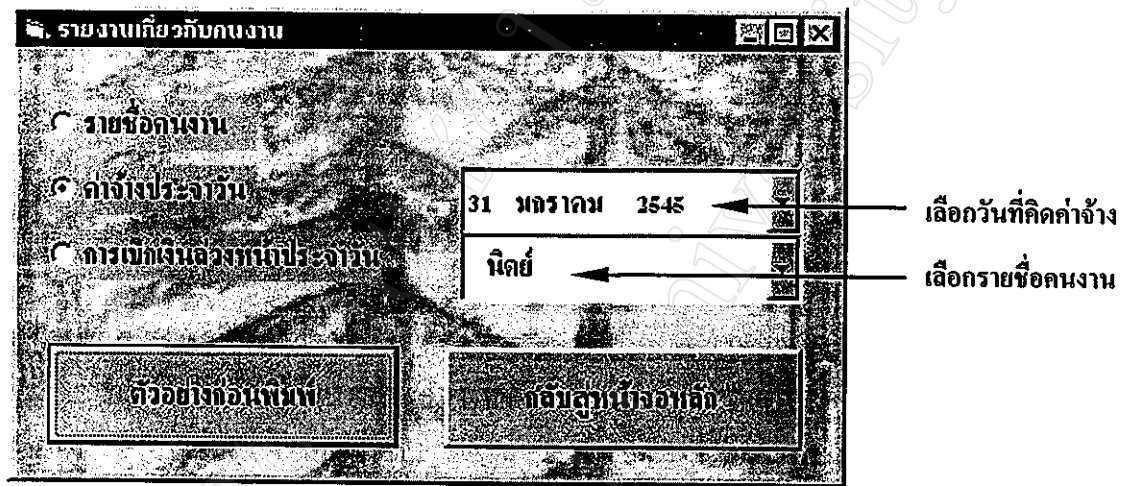 รายงานเกี่ยวกับคนงาน
รายชื่อคนงาน
ค่าจ้างประจำวัน
31 มกราคม 2545
เลือกวันที่คิดค่าจ้าง
การเบิกเงินล่วงหน้าประจำวัน
นิตย์
เลือกรายชื่อคนงาน
ตัวอย่างก่อนพิมพ์
กลับสู่หน้าจอหลัก